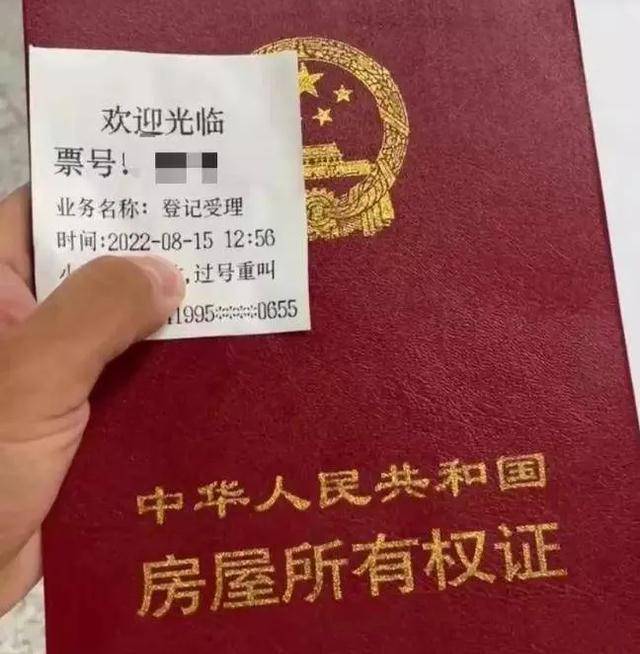 欢迎光临
票号!
业务名称: 登记受理
时间:2022-08-15 12:56
,过号重叫
1995****0655
中华人民共和国
房屋所有权证